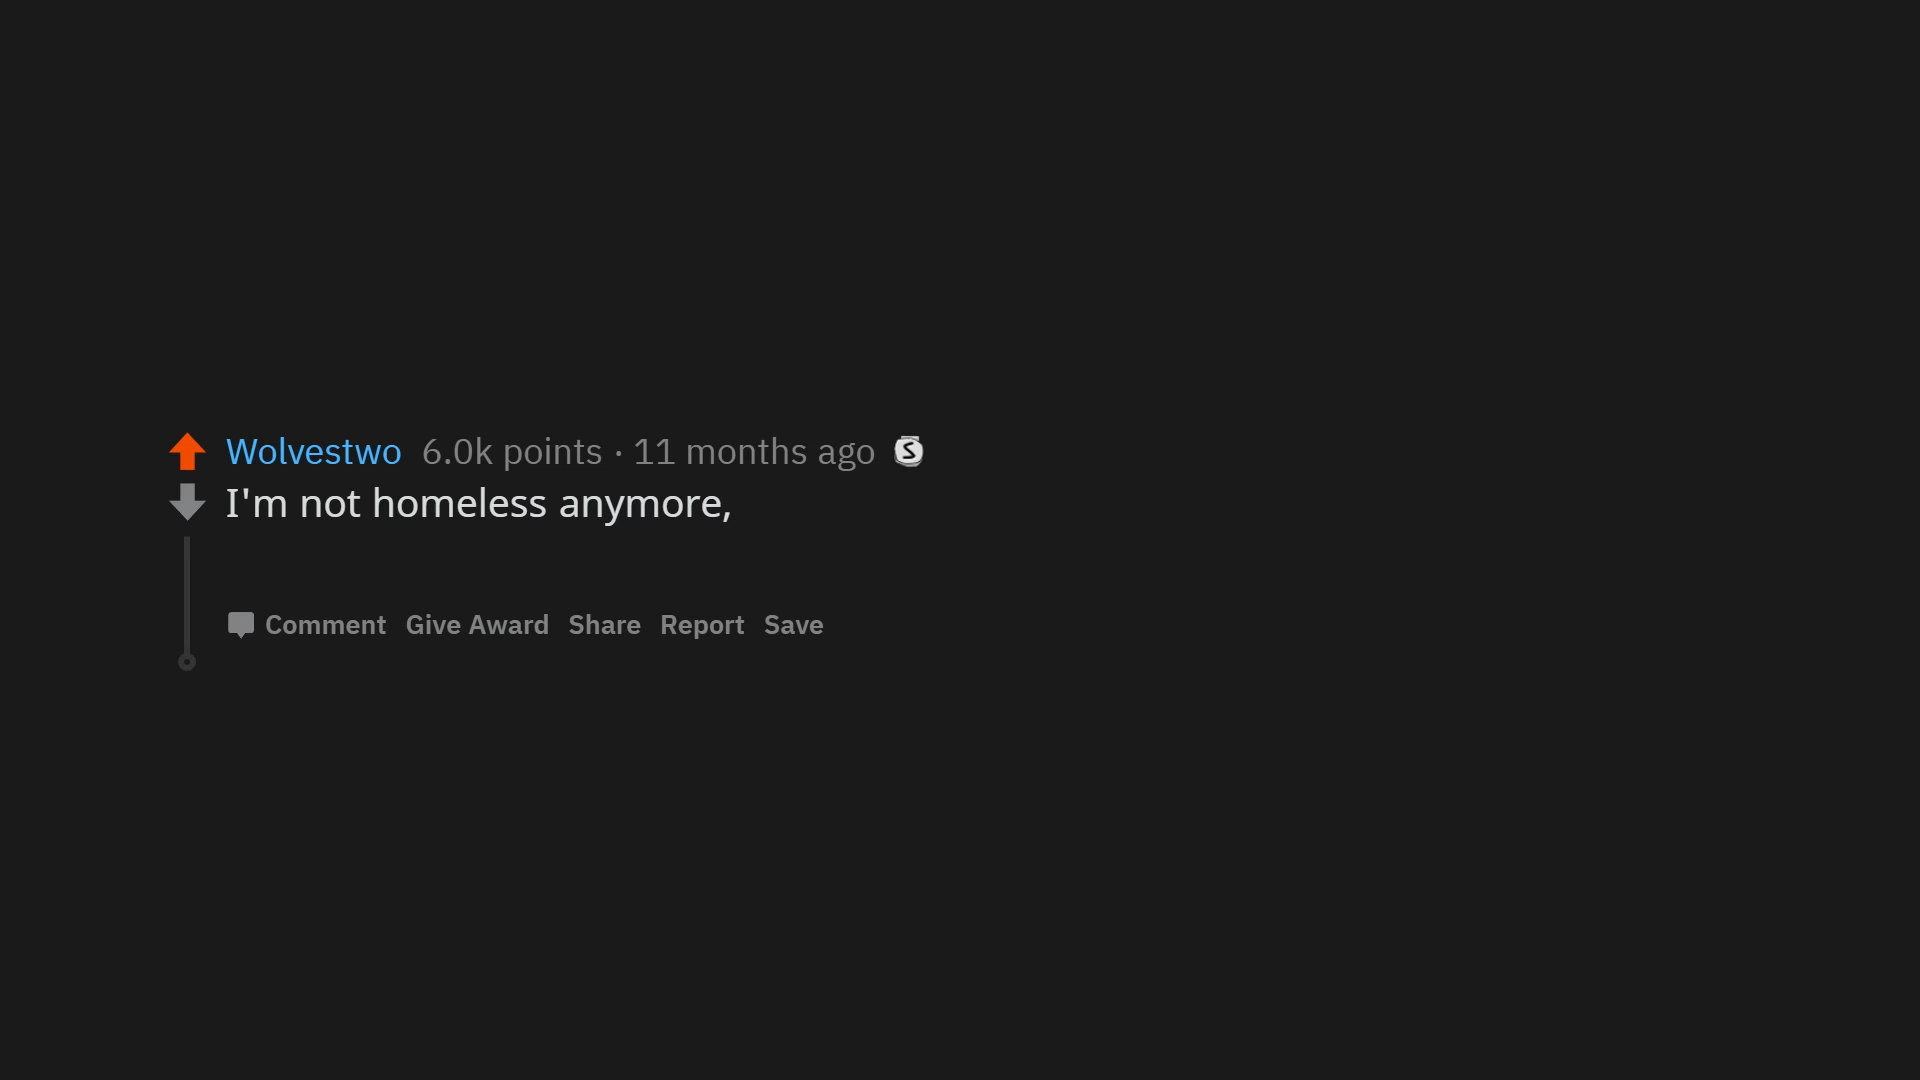 Wolvestwo 6.0k points · 11 months ago S
I'm not homeless anymore,
Comment Give Award Share Report Save